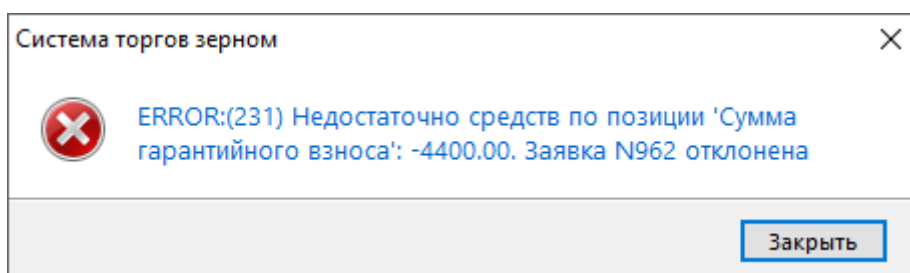 Система торгов зерном
ERROR:(231) Недостаточно средств по позиции 'Сумма
гарантийного взноса': -4400.00. Заявка N962 отклонена
Закрыть